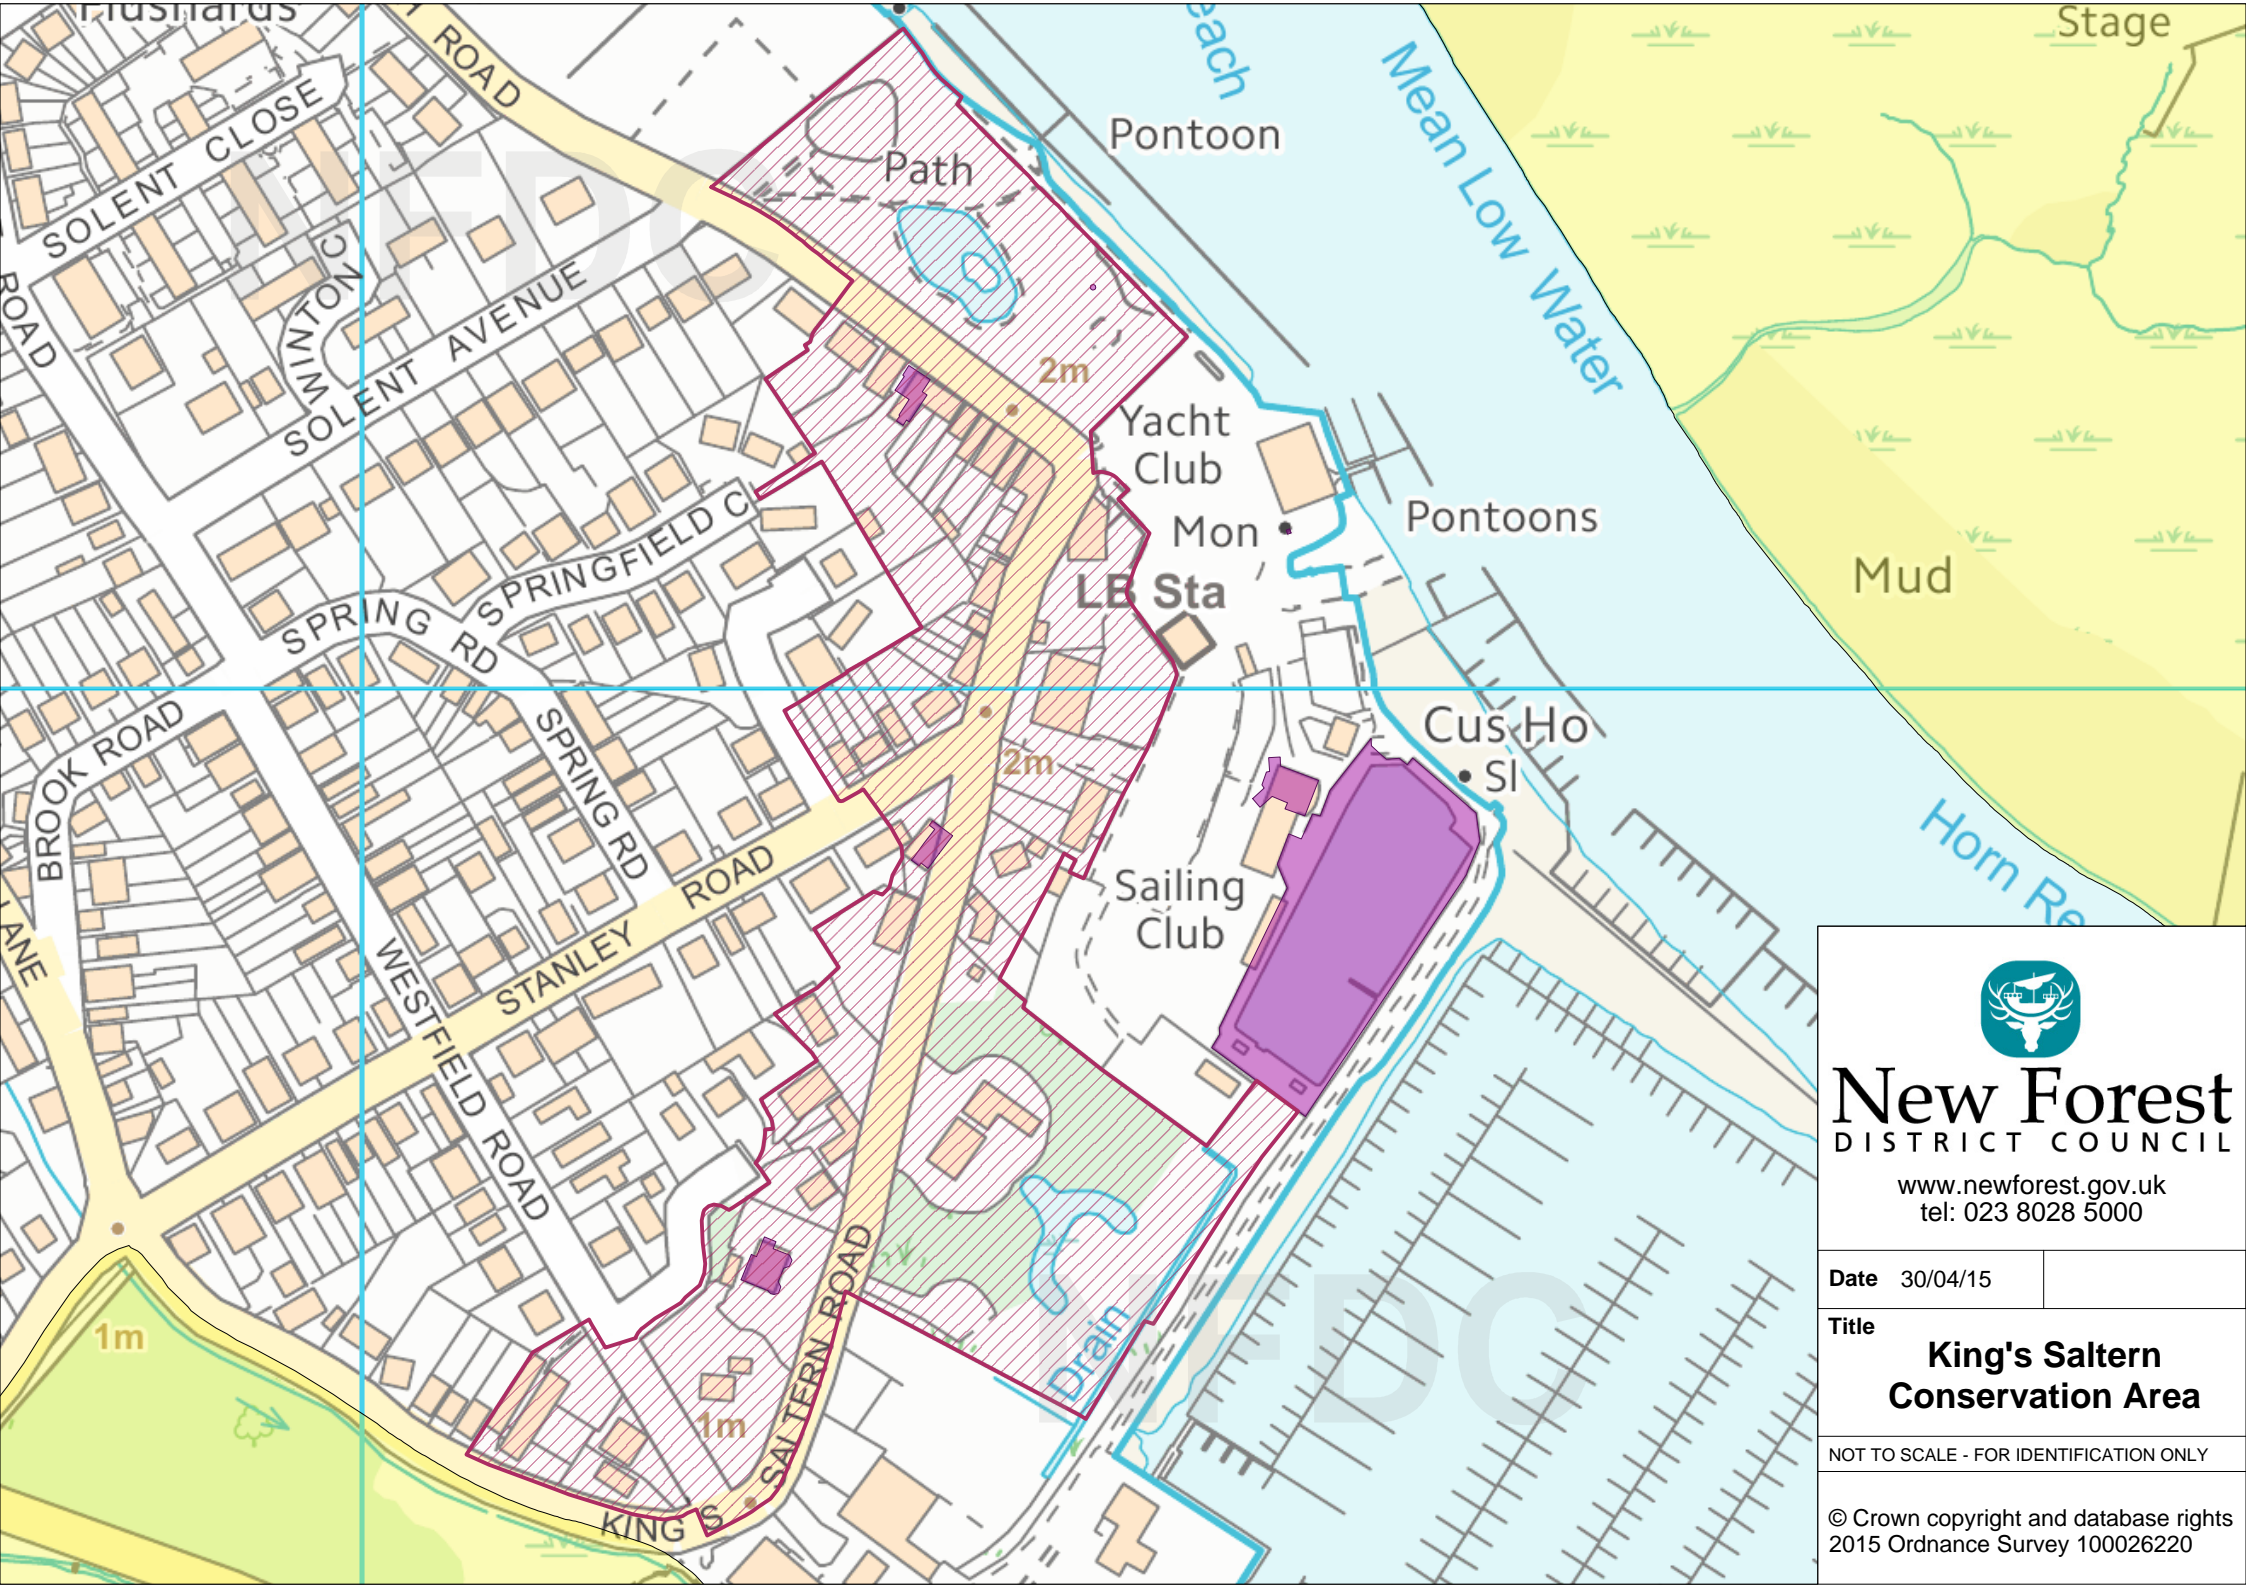 ROAD
each
Stage
Mean Low Water
Pontoon
SOLENT CLOSE
Path
NFDC
WINTON C
SOLENT AVENUE
ROAD
2m
Yacht
Club
Pontoons
Mon
SPRINGFIELD C
Mud
LB Sta
SPRING RD
BROOK ROAD
SPRING RD
Cus Ho
Sl
2m
Horn Re
STANLEY ROAD
Sailing
Club
LANE
WESTFIELD ROAD
1m
SALTERN ROAD
Drain
NFDC
1m
KING S
New Forest
DISTRICT COUNCIL
www.newforest.gov.uk
tel: 023 8028 5000
Date 30/04/15
Title
King's Saltern
Conservation Area
NOT TO SCALE - FOR IDENTIFICATION ONLY
© Crown copyright and database rights
2015 Ordnance Survey 100026220